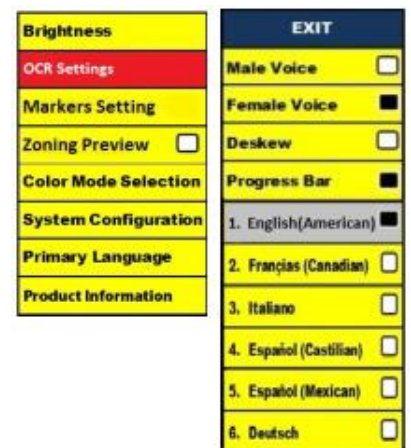 Brightness
OCR Settings
Markers Setting
Zoning Preview
Color Mode Selection
System Configuration
Primary Language
Product Information
EXIT
Male Voice
Female Voice
Deskew
Progress Bar
1. English(American)
2. Françias (Canadian)
3. Italiano
4. Español (Castilian)
5. Español (Mexican)
6. Deutsch